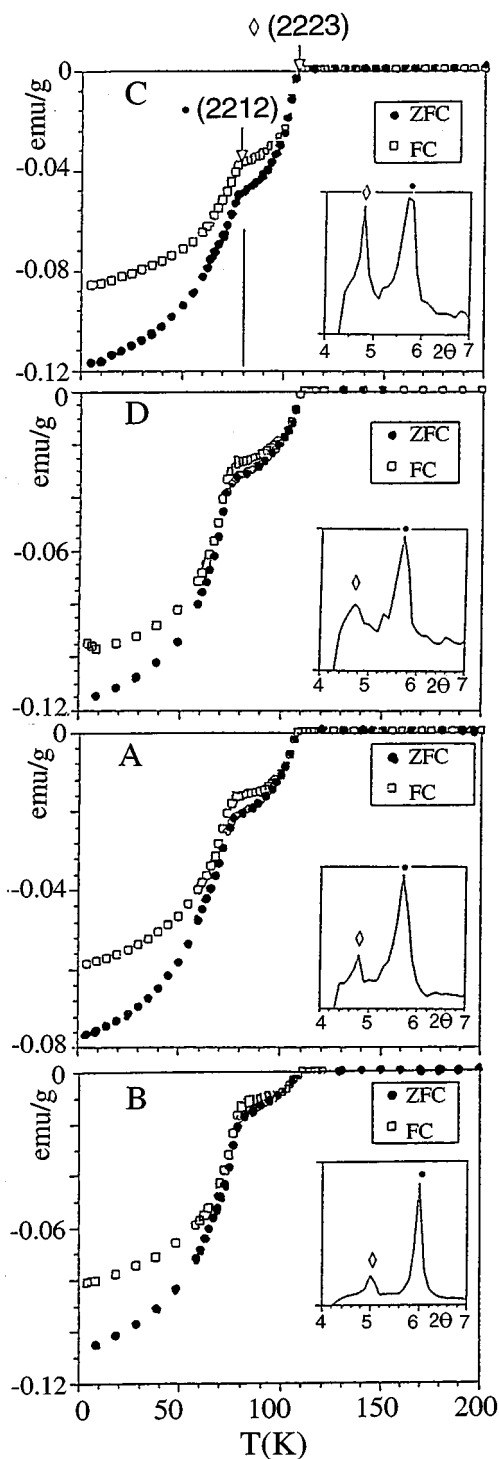 ◊ (2223)
0
C
• (2212)
emu/g
-0.04
-0.08
-0.12
● ZFC
□ FC
◊ •
4 5 6 2Θ 7
0
D
emu/g
-0.06
-0.12
● ZFC
□ FC
◊ •
4 5 6 2Θ 7
0
A
emu/g
-0.04
-0.08
● ZFC
□ FC
◊ •
4 5 6 2Θ 7
0
B
emu/g
-0.06
-0.12
● ZFC
□ FC
◊ •
4 5 6 2Θ 7
0 50 100 150 200
T(K)